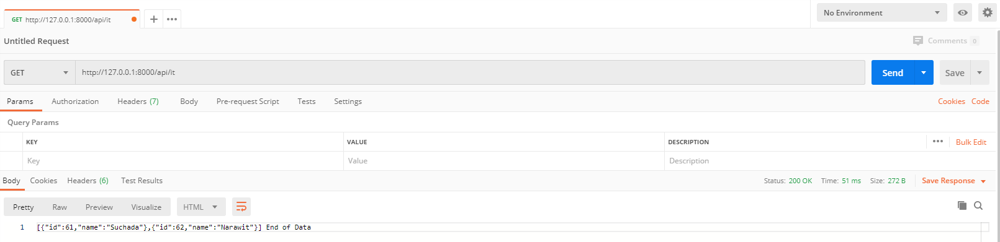 GET http://127.0.0.1:8000/api/it
No Environment
Untitled Request
Comments 0
GET http://127.0.0.1:8000/api/it Send Save
Params Authorization Headers (7) Body Pre-request Script Tests Settings Cookies Code
Query Params
KEY VALUE DESCRIPTION Bulk Edit
Key Value Description
Body Cookies Headers (6) Test Results Status: 200 OK Time: 51 ms Size: 272 B Save Response
Pretty Raw Preview Visualize HTML
1 [{"id":61,"name":"Suchada"},{"id":62,"name":"Narawit"}] End of Data